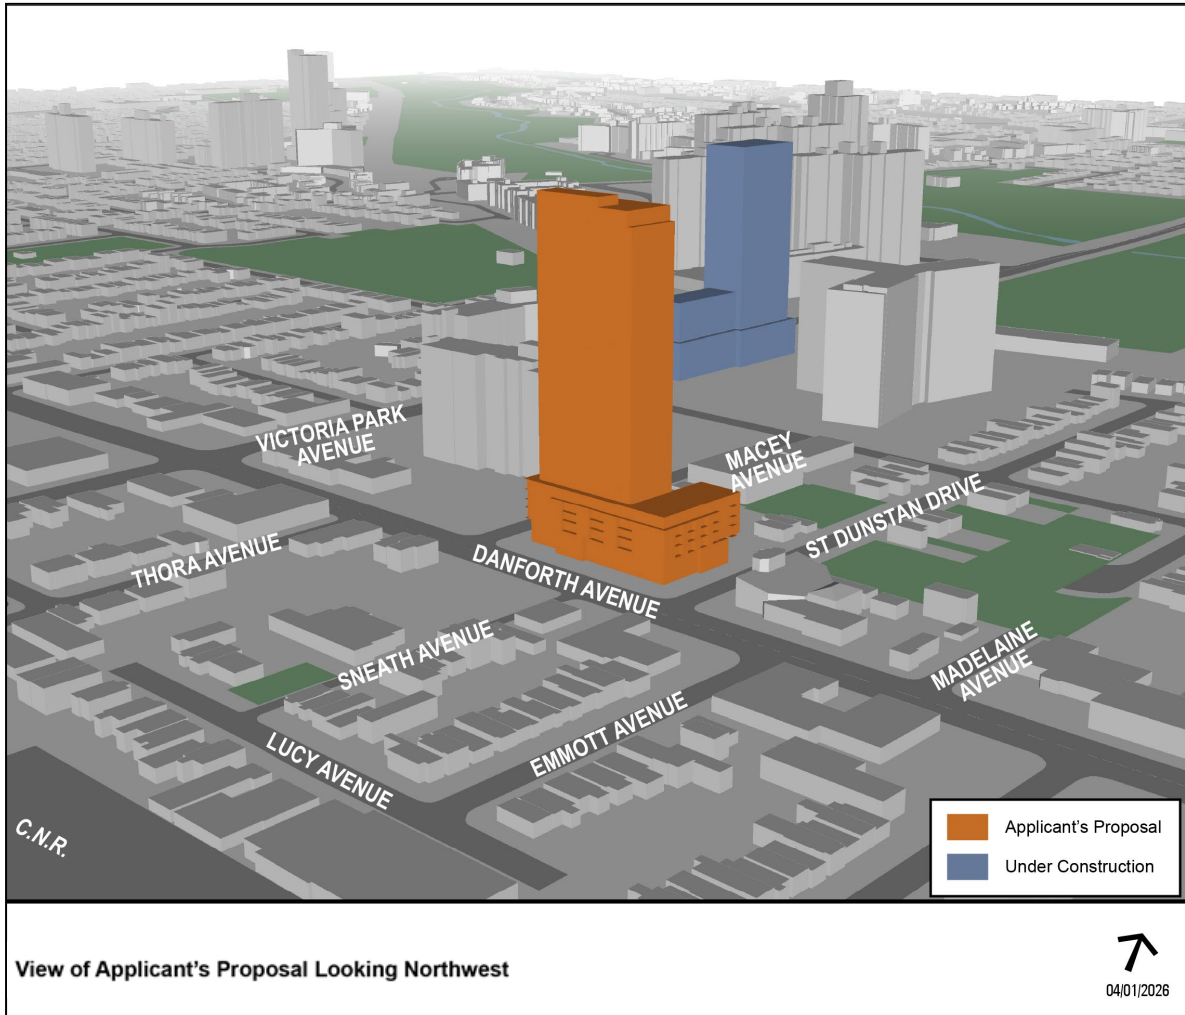 VICTORIA PARK
AVENUE
MACEY
AVENUE
ST DUNSTAN DRIVE
THORA AVENUE
DANFORTH AVENUE
SNEATH AVENUE
MADELAINE
AVENUE
EMMOTT AVENUE
LUCY AVENUE
C.N.R.
Applicant's Proposal
Under Construction
View of Applicant's Proposal Looking Northwest
04/01/2026